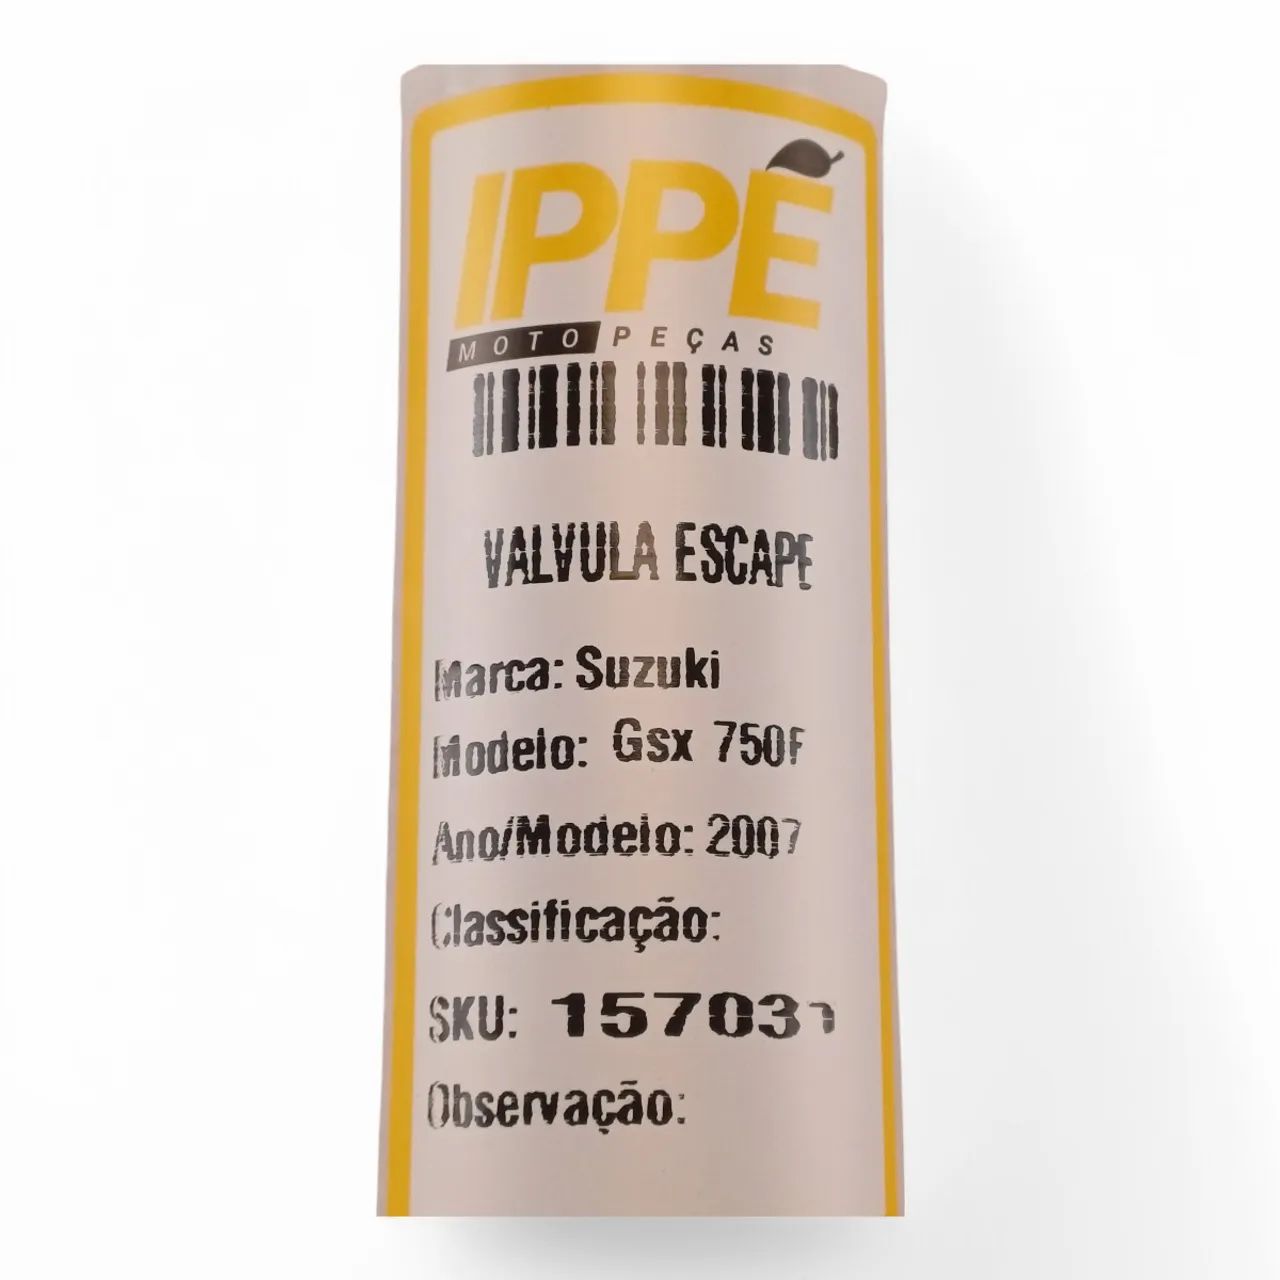 IPPÊ
MOTO PEÇAS
VALVULA ESCAPE
Marca: Suzuki
Modelo: Gsx 750F
Ano/Modelo: 2007
Classificação:
SKU:
Observação: